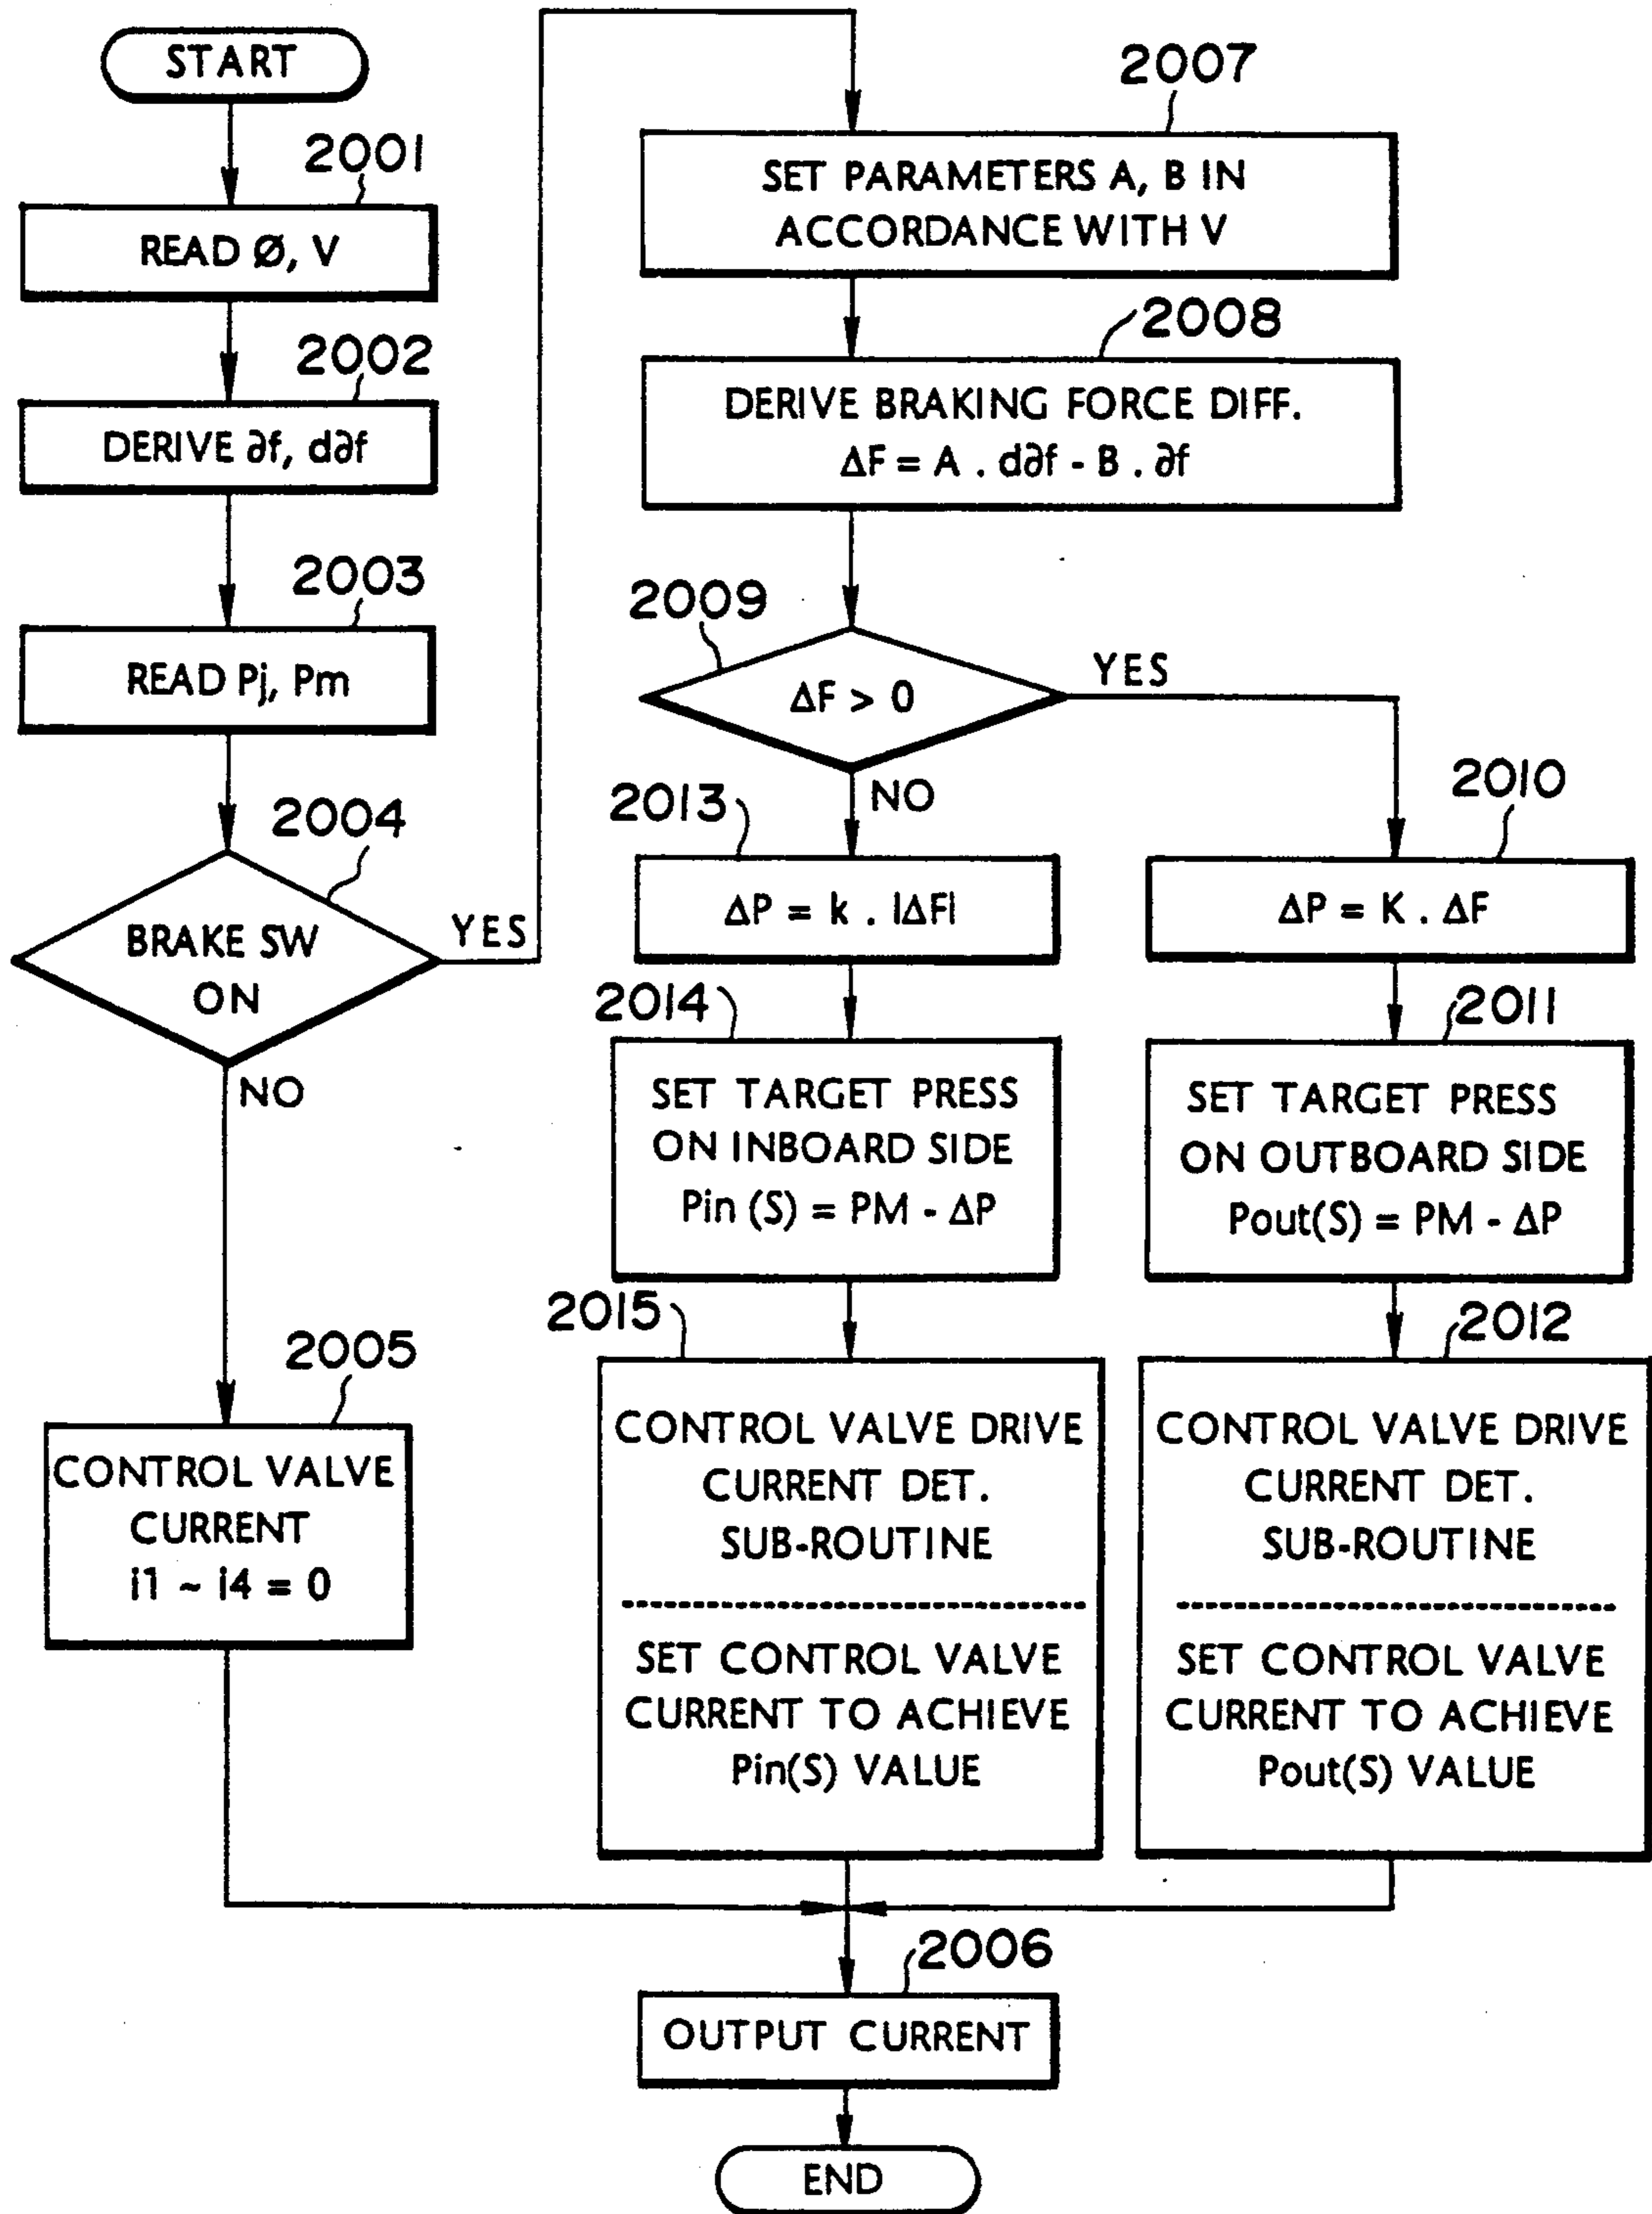 START
2001
READ Ø, V
2002
DERIVE ∂f, d∂f
2003
READ Pj, Pm
2004
BRAKE SW
ON
YES
NO
2005
CONTROL VALVE
CURRENT
i1 ~ i4 = 0
2007
SET PARAMETERS A, B IN
ACCORDANCE WITH V
2008
DERIVE BRAKING FORCE DIFF.
ΔF = A . d∂f - B . ∂f
2009
ΔF > 0
YES
NO
2013
ΔP = k . |ΔF|
2014
SET TARGET PRESS
ON INBOARD SIDE
Pin (S) = PM - ΔP
2015
CONTROL VALVE DRIVE
CURRENT DET.
SUB-ROUTINE
SET CONTROL VALVE
CURRENT TO ACHIEVE
Pin(S) VALUE
2010
ΔP = K . ΔF
2011
SET TARGET PRESS
ON OUTBOARD SIDE
Pout(S) = PM - ΔP
2012
CONTROL VALVE DRIVE
CURRENT DET.
SUB-ROUTINE
SET CONTROL VALVE
CURRENT TO ACHIEVE
Pout(S) VALUE
2006
OUTPUT CURRENT
END